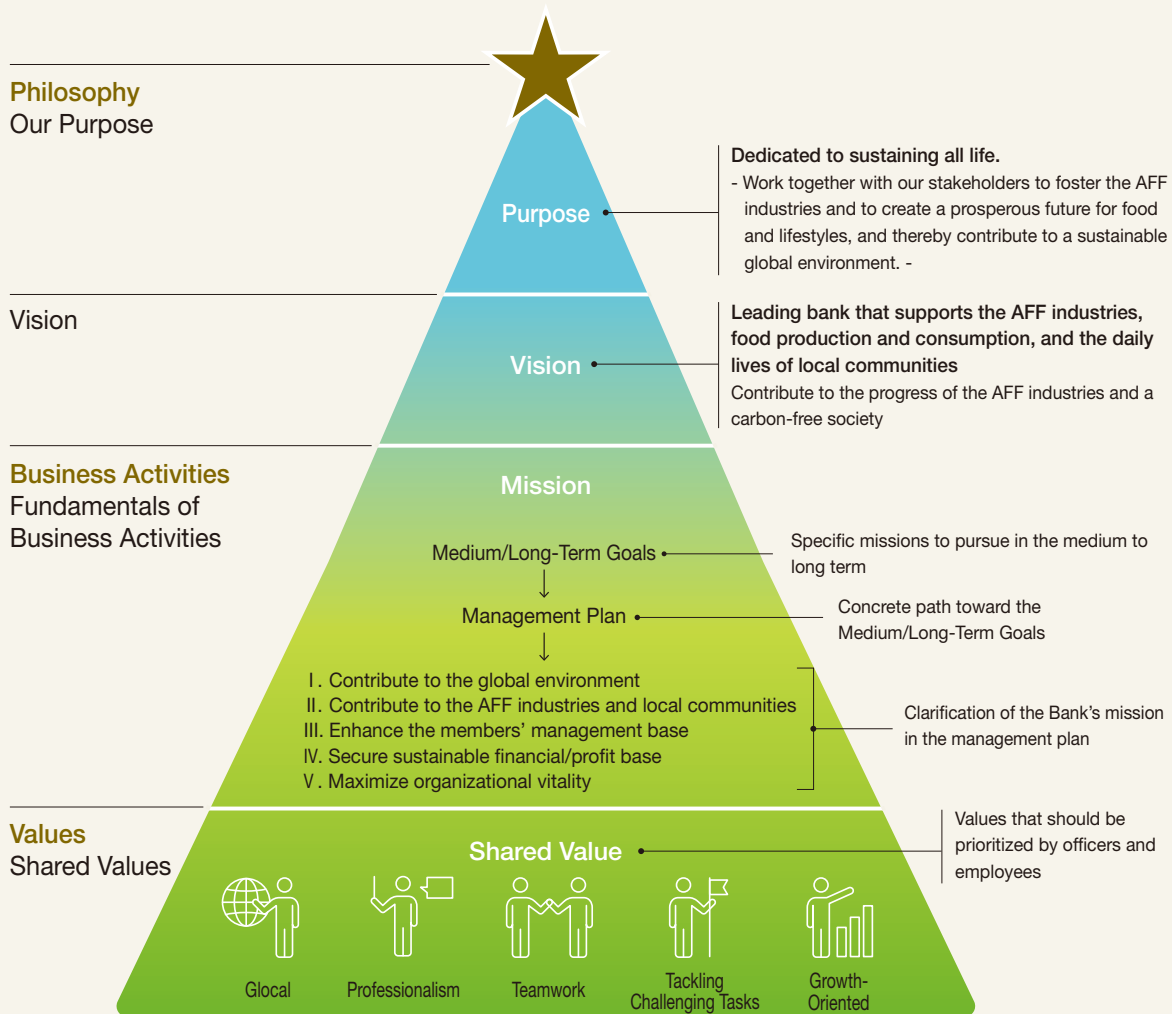 Philosophy
Our Purpose
Purpose
Dedicated to sustaining all life.
- Work together with our stakeholders to foster the AFF
industries and to create a prosperous future for food
and lifestyles, and thereby contribute to a sustainable
global environment. -
Vision
Vision
Leading bank that supports the AFF industries,
food production and consumption, and the daily
lives of local communities
Contribute to the progress of the AFF industries and a
carbon-free society
Business Activities
Fundamentals of
Business Activities
Mission
Medium/Long-Term Goals
Specific missions to pursue in the medium to
long term
Management Plan
Concrete path toward the
Medium/Long-Term Goals
I. Contribute to the global environment
II. Contribute to the AFF industries and local communities
III. Enhance the members' management base
IV. Secure sustainable financial/profit base
V. Maximize organizational vitality
Clarification of the Bank's mission
in the management plan
Values
Shared Values
Shared Value
Values that should be
prioritized by officers and
employees
Glocal
Professionalism
Teamwork
Tackling
Challenging Tasks
Growth-
Oriented